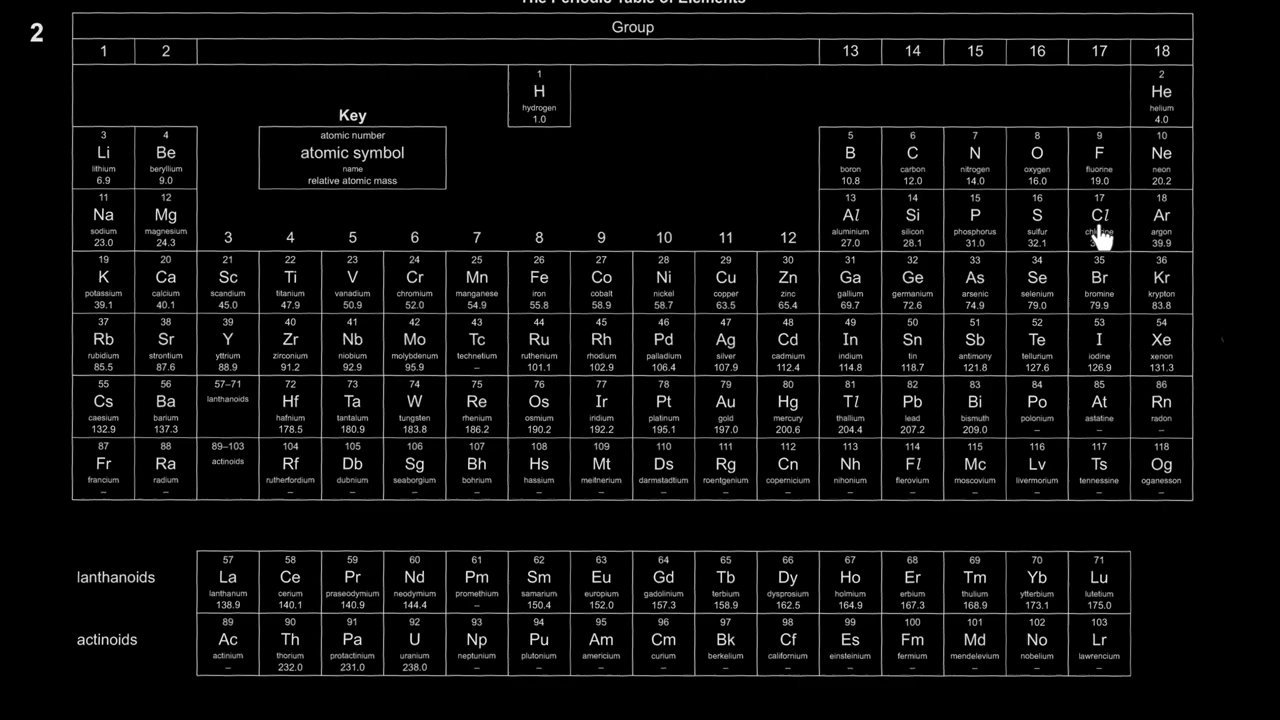 The Periodic Table of Elements
2
Group
1 2 13 14 15 16 17 18
1 2
H He
hydrogen helium
1.0 4.0
Key
atomic number
atomic symbol
name
relative atomic mass
3 4 5 6 7 8 9 10
Li Be B C N O F Ne
lithium beryllium boron carbon nitrogen oxygen fluorine neon
6.9 9.0 10.8 12.0 14.0 16.0 19.0 20.2
11 12 13 14 15 16 17 18
Na Mg Al Si P S Cl Ar
sodium magnesium aluminium silicon phosphorus sulfur argon
23.0 24.3 27.0 28.1 31.0 32.1 39.9
3 4 5 6 7 8 9 10 11 12
19 20 21 22 23 24 25 26 27 28 29 30 31 32 33 34 35 36
K Ca Sc Ti V Cr Mn Fe Co Ni Cu Zn Ga Ge As Se Br Kr
potassium calcium scandium titanium vanadium chromium manganese iron cobalt nickel copper zinc gallium germanium arsenic selenium bromine krypton
39.1 40.1 45.0 47.9 50.9 52.0 54.9 55.8 58.9 58.7 63.5 65.4 69.7 72.6 74.9 79.0 79.9 83.8
37 38 39 40 41 42 43 44 45 46 47 48 49 50 51 52 53 54
Rb Sr Y Zr Nb Mo Tc Ru Rh Pd Ag Cd In Sn Sb Te I Xe
rubidium strontium yttrium zirconium niobium molybdenum technetium ruthenium rhodium palladium silver cadmium indium tin antimony tellurium iodine xenon
85.5 87.6 88.9 91.2 92.9 95.9 – 101.1 102.9 106.4 107.9 112.4 114.8 118.7 121.8 127.6 126.9 131.3
55 56 57–71 72 73 74 75 76 77 78 79 80 81 82 83 84 85 86
Cs Ba lanthanoids Hf Ta W Re Os Ir Pt Au Hg Tl Pb Bi Po At Rn
caesium barium hafnium tantalum tungsten rhenium osmium iridium platinum gold mercury thallium lead bismuth polonium astatine radon
132.9 137.3 178.5 180.9 183.8 186.2 190.2 192.2 195.1 197.0 200.6 204.4 207.2 209.0 – – –
87 88 89–103 104 105 106 107 108 109 110 111 112 113 114 115 116 117 118
Fr Ra actinoids Rf Db Sg Bh Hs Mt Ds Rg Cn Nh Fl Mc Lv Ts Og
francium radium rutherfordium dubnium seaborgium bohrium hassium meitnerium darmstadtium roentgenium copernicium nihonium flerovium moscovium livermorium tennessine oganesson
– – – – – – – – – – – – – – – – –
57 58 59 60 61 62 63 64 65 66 67 68 69 70 71
lanthanoids La Ce Pr Nd Pm Sm Eu Gd Tb Dy Ho Er Tm Yb Lu
lanthanum cerium praseodymium neodymium promethium samarium europium gadolinium terbium dysprosium holmium erbium thulium ytterbium lutetium
138.9 140.1 140.9 144.4 – 150.4 152.0 157.3 158.9 162.5 164.9 167.3 168.9 173.1 175.0
89 90 91 92 93 94 95 96 97 98 99 100 101 102 103
actinoids Ac Th Pa U Np Pu Am Cm Bk Cf Es Fm Md No Lr
actinium thorium protactinium uranium neptunium plutonium americium curium berkelium californium einsteinium fermium mendelevium nobelium lawrencium
– 232.0 231.0 238.0 – – – – – – – – – – –